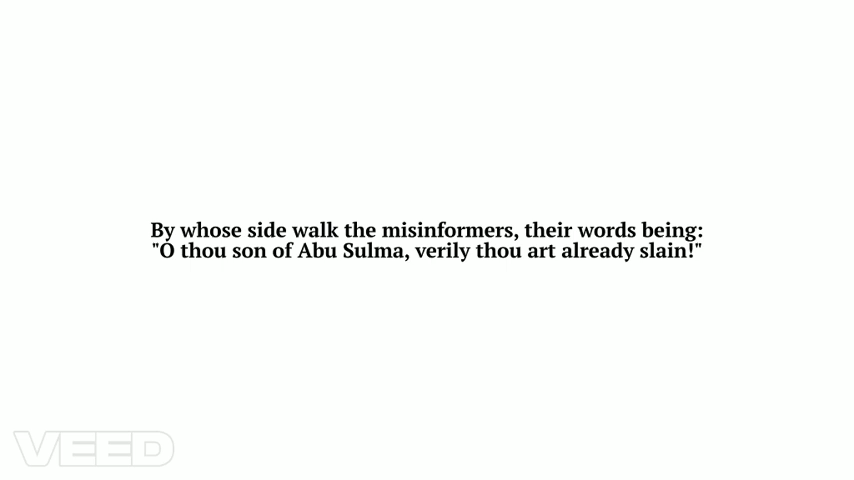 By whose side walk the misinformers, their words being:
"O thou son of Abu Sulma, verily thou art already slain!"
VEED